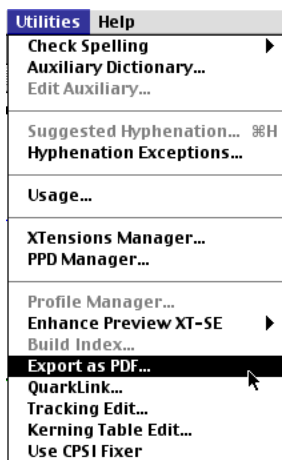 Utilities Help
Check Spelling
Auxiliary Dictionary...
Edit Auxiliary...
Suggested Hyphenation... ⌘H
Hyphenation Exceptions...
Usage...
XTensions Manager...
PPD Manager...
Profile Manager...
Enhance Preview XT-SE
Build Index...
Export as PDF...
QuarkLink...
Tracking Edit...
Kerning Table Edit...
Use CPSI Fixer